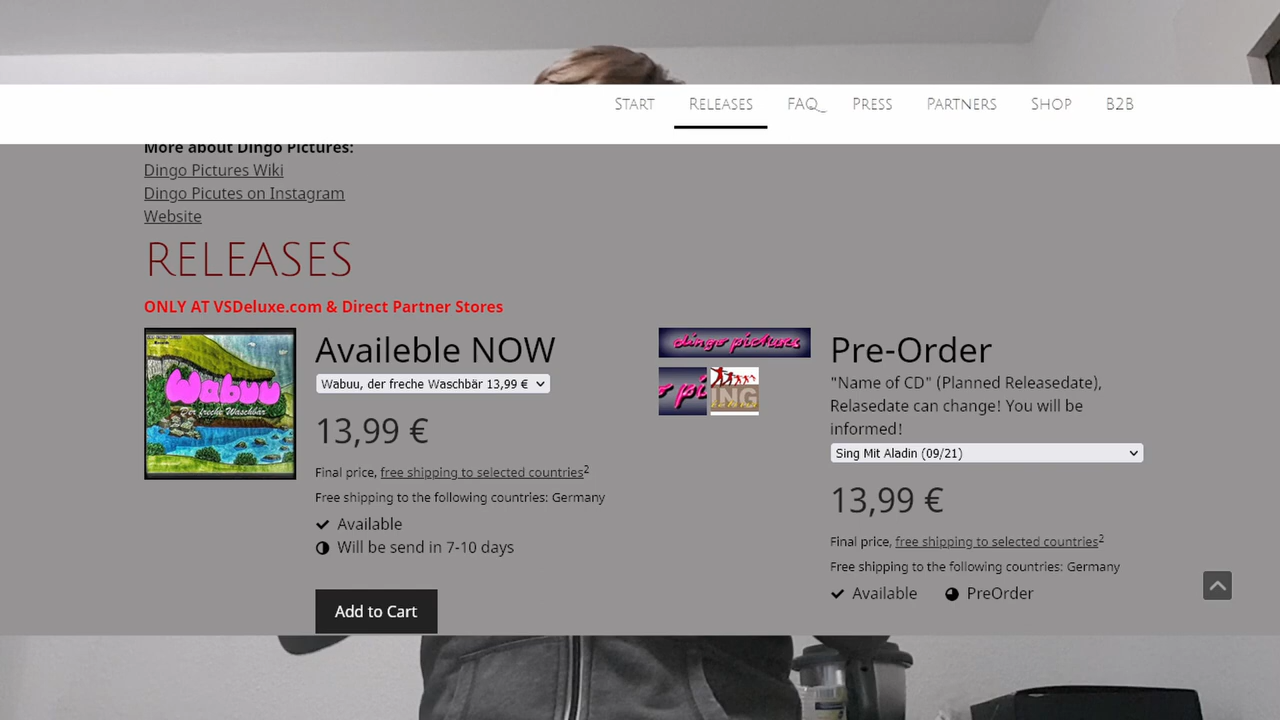 START RELEASES FAQ PRESS PARTNERS SHOP B2B
More about Dingo Pictures:
Dingo Pictures Wiki
Dingo Picutes on Instagram
Website
RELEASES
ONLY AT VSDeluxe.com & Direct Partner Stores
Wabuu
Der freche Waschbär
Availeble NOW
Wabuu, der freche Waschbär 13,99 €
13,99 €
Final price, free shipping to selected countries2
Free shipping to the following countries: Germany
Available
Will be send in 7-10 days
Add to Cart
dingo pictures
pi
ING
Pre-Order
"Name of CD" (Planned Releasedate),
Relasedate can change! You will be
informed!
Sing Mit Aladin (09/21)
13,99 €
Final price, free shipping to selected countries2
Free shipping to the following countries: Germany
Available PreOrder